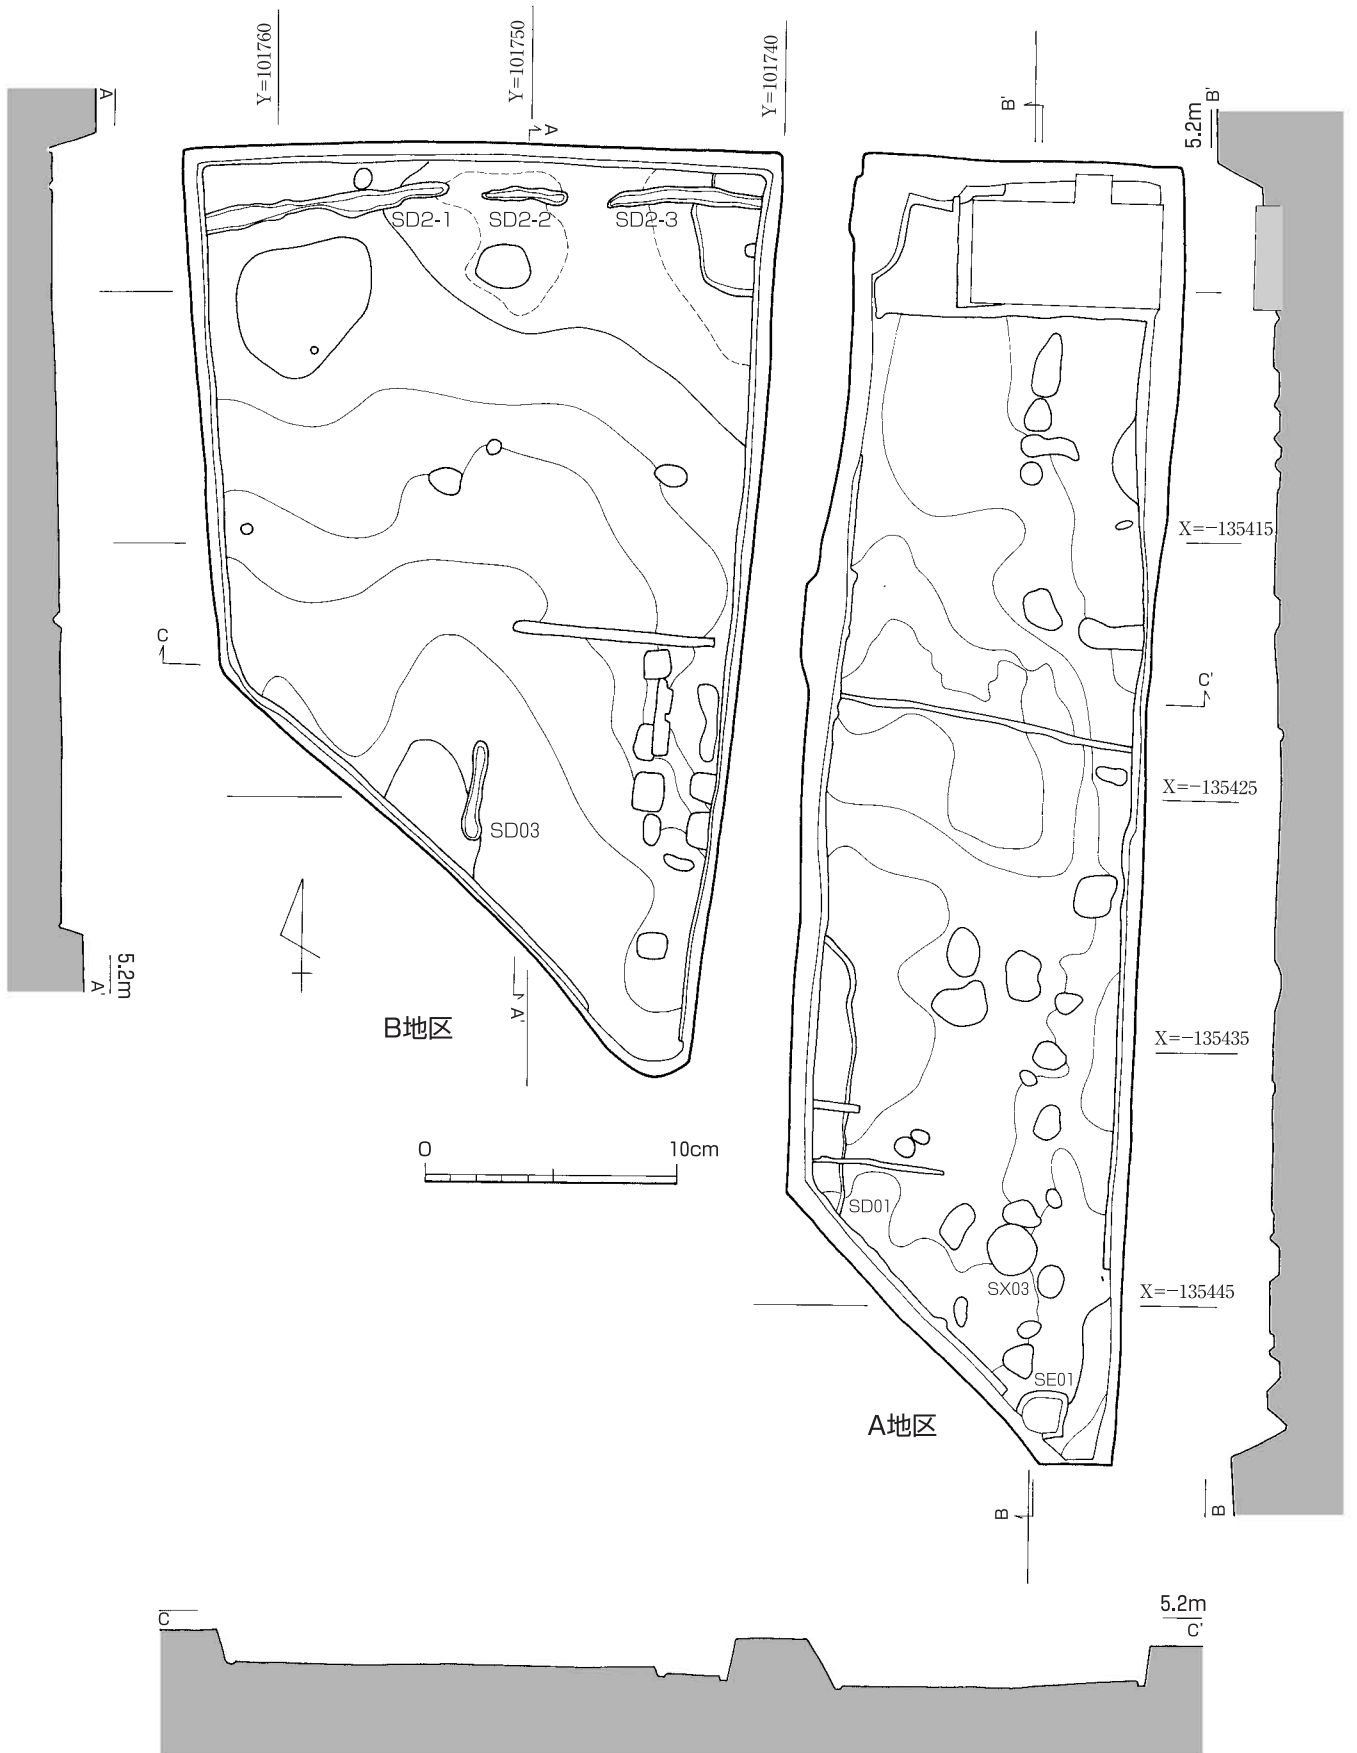 Y=101760
Y=101750
Y=101740
A
A
B'
5.2m
B'
SD2-1
SD2-2
SD2-3
X=-135415
C
C'
X=-135425
SD03
5.2m
A'
A'
B地区
X=-135435
0
10cm
SD01
SX03
X=-135445
SE01
A地区
B
B
C
5.2m
C'